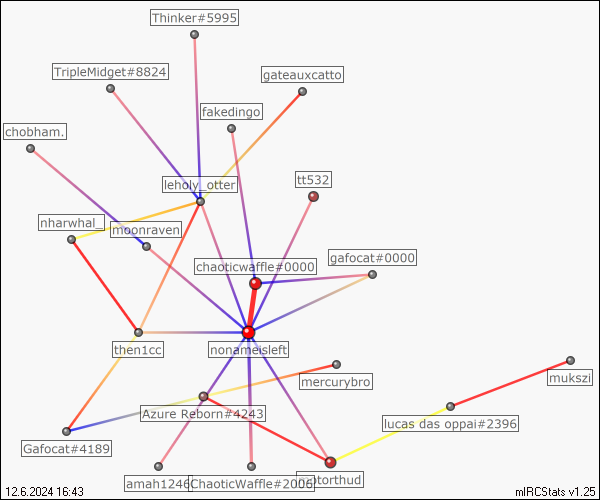 Thinker#5995
TripleMidget#8824
gateauxcatto
fakedingo
chobham.
leholy_otter
tt532
nharwhal_
moonraven
gafocat#0000
chaoticwaffle#0000
then1cc
nonameisleft
mercurybro
mukszi
Azure Reborn#4243
lucas das oppai#2396
Gafocat#4189
amah1246
ChaoticWaffle#2006
otorthud
12.6.2024 16:43
mIRCStats v1.25